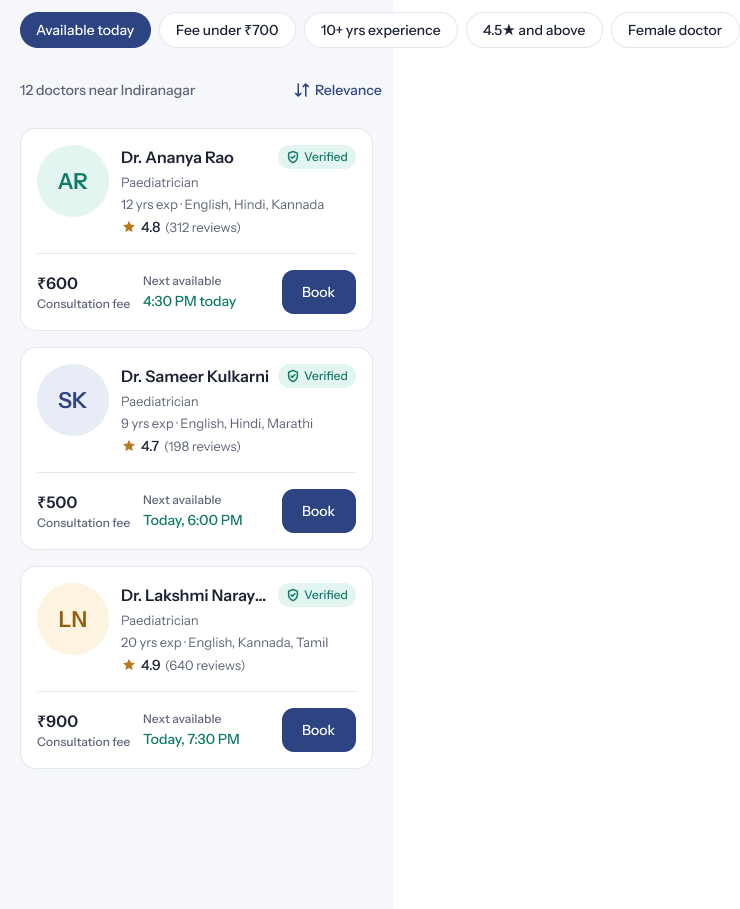 Available today
Fee under ₹700
10+ yrs experience
4.5★ and above
Female doctor
12 doctors near Indiranagar
Relevance
AR
Dr. Ananya Rao
Verified
Paediatrician
12 yrs exp · English, Hindi, Kannada
★ 4.8 (312 reviews)
₹600
Consultation fee
Next available
4:30 PM today
Book
SK
Dr. Sameer Kulkarni
Verified
Paediatrician
9 yrs exp · English, Hindi, Marathi
★ 4.7 (198 reviews)
₹500
Consultation fee
Next available
Today, 6:00 PM
Book
LN
Dr. Lakshmi Naray...
Verified
Paediatrician
20 yrs exp · English, Kannada, Tamil
★ 4.9 (640 reviews)
₹900
Consultation fee
Next available
Today, 7:30 PM
Book